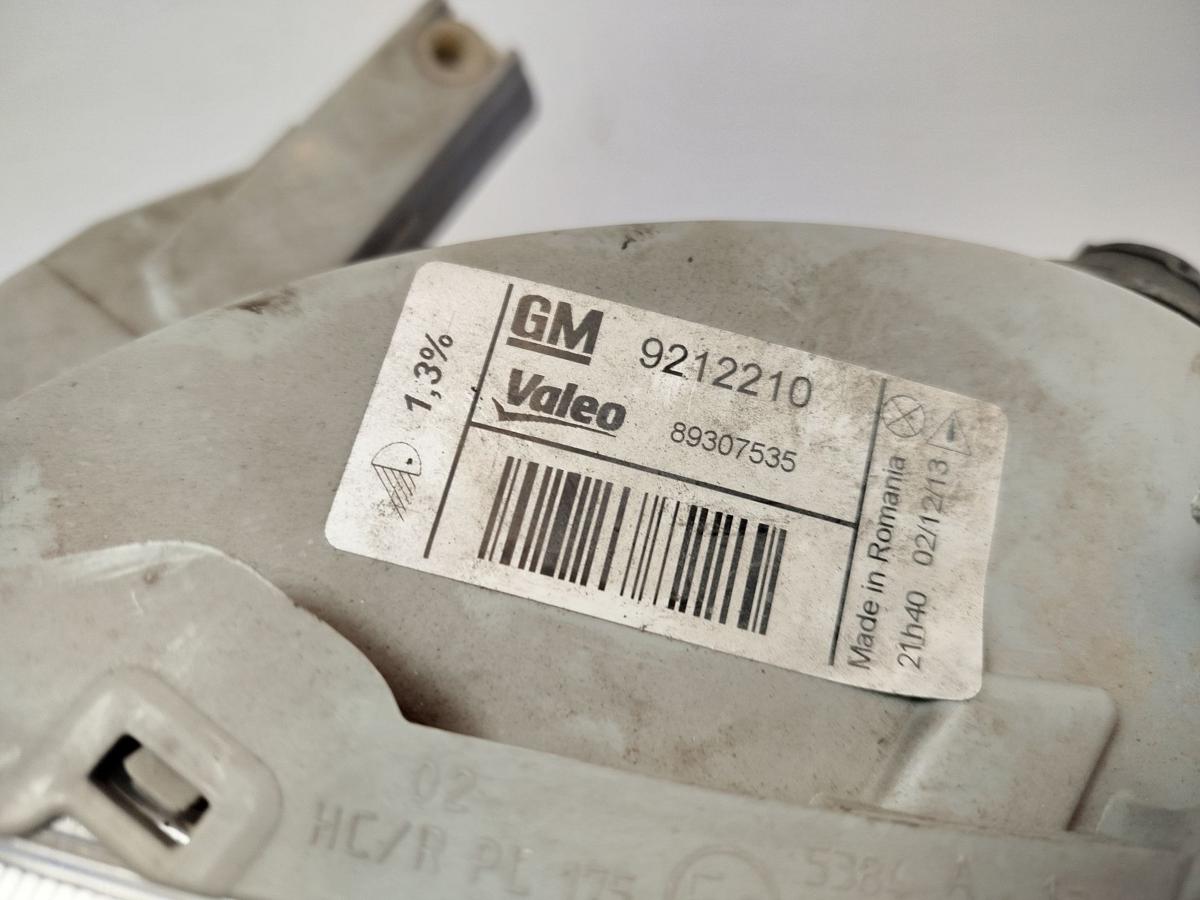 1,3%
GM 9212210
Valeo 89307535
Made in Romania
21h40 02/12/13
02
HC/R PL